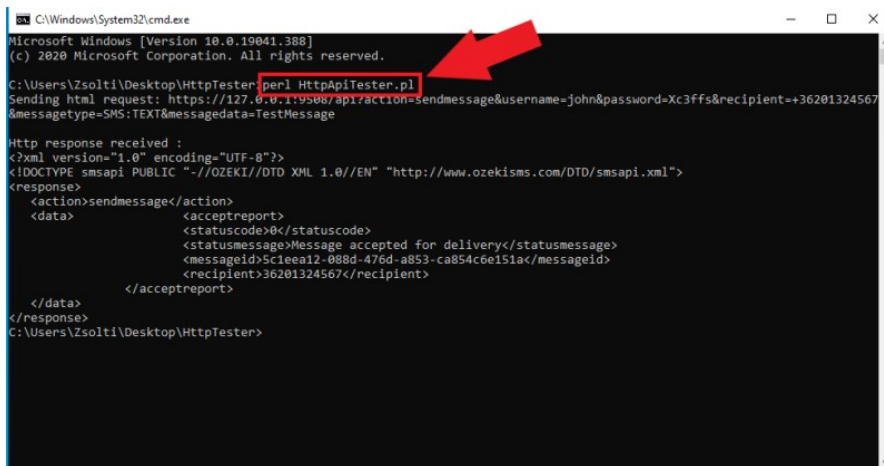 C:\Windows\System32\cmd.exe
Microsoft Windows [Version 10.0.19041.388]
(c) 2020 Microsoft Corporation. All rights reserved.
C:\Users\Zsolti\Desktop\HttpTester>perl HttpApiTester.pl
Sending html request: https://127.0.0.1:9508/api?action=sendmessage&username=john&password=Xc3ffs&recipient=+36201324567
&messagetype=SMS:TEXT&messagedata=TestMessage
Http response received :
<?xml version="1.0" encoding="UTF-8"?>
<!DOCTYPE smsapi PUBLIC "-//OZEKI//DTD XML 1.0//EN" "http://www.ozekisms.com/DTD/smsapi.xml">
<response>
<action>sendmessage</action>
<data> <acceptreport>
<statuscode>0</statuscode>
<statusmessage>Message accepted for delivery</statusmessage>
<messageid>5c1eea12-088d-476d-a853-ca854c6e151a</messageid>
<recipient>36201324567</recipient>
</acceptreport>
</data>
</response>
C:\Users\Zsolti\Desktop\HttpTester>